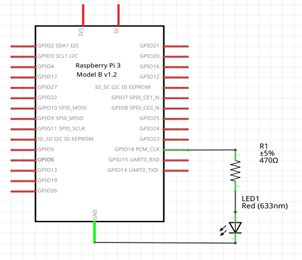 3V3
5V
GPIO2 SDA1 I2C
GPIO3 SCL1 I2C
GPIO4
GPIO17
GPIO27
GPIO22
GPIO10 SPI0_MOSI
GPIO9 SPI0_MISO
GPIO11 SPI0_SCLK
ID_SD I2C ID EEPROM
GPIO5
GPIO6
GPIO13
GPIO19
GPIO26
Raspberry Pi 3
Model B v1.2
GPIO21
GPIO20
GPIO16
GPIO12
ID_SC I2C ID EEPROM
GPIO7 SPI0_CE1_N
GPIO8 SPI0_CE0_N
GPIO25
GPIO24
GPIO23
GPIO18 PCM_CLK
GPIO15 UART0_RXD
GPIO14 UART0_TXD
GND
R1
±5%
470Ω
LED1
Red (633nm)